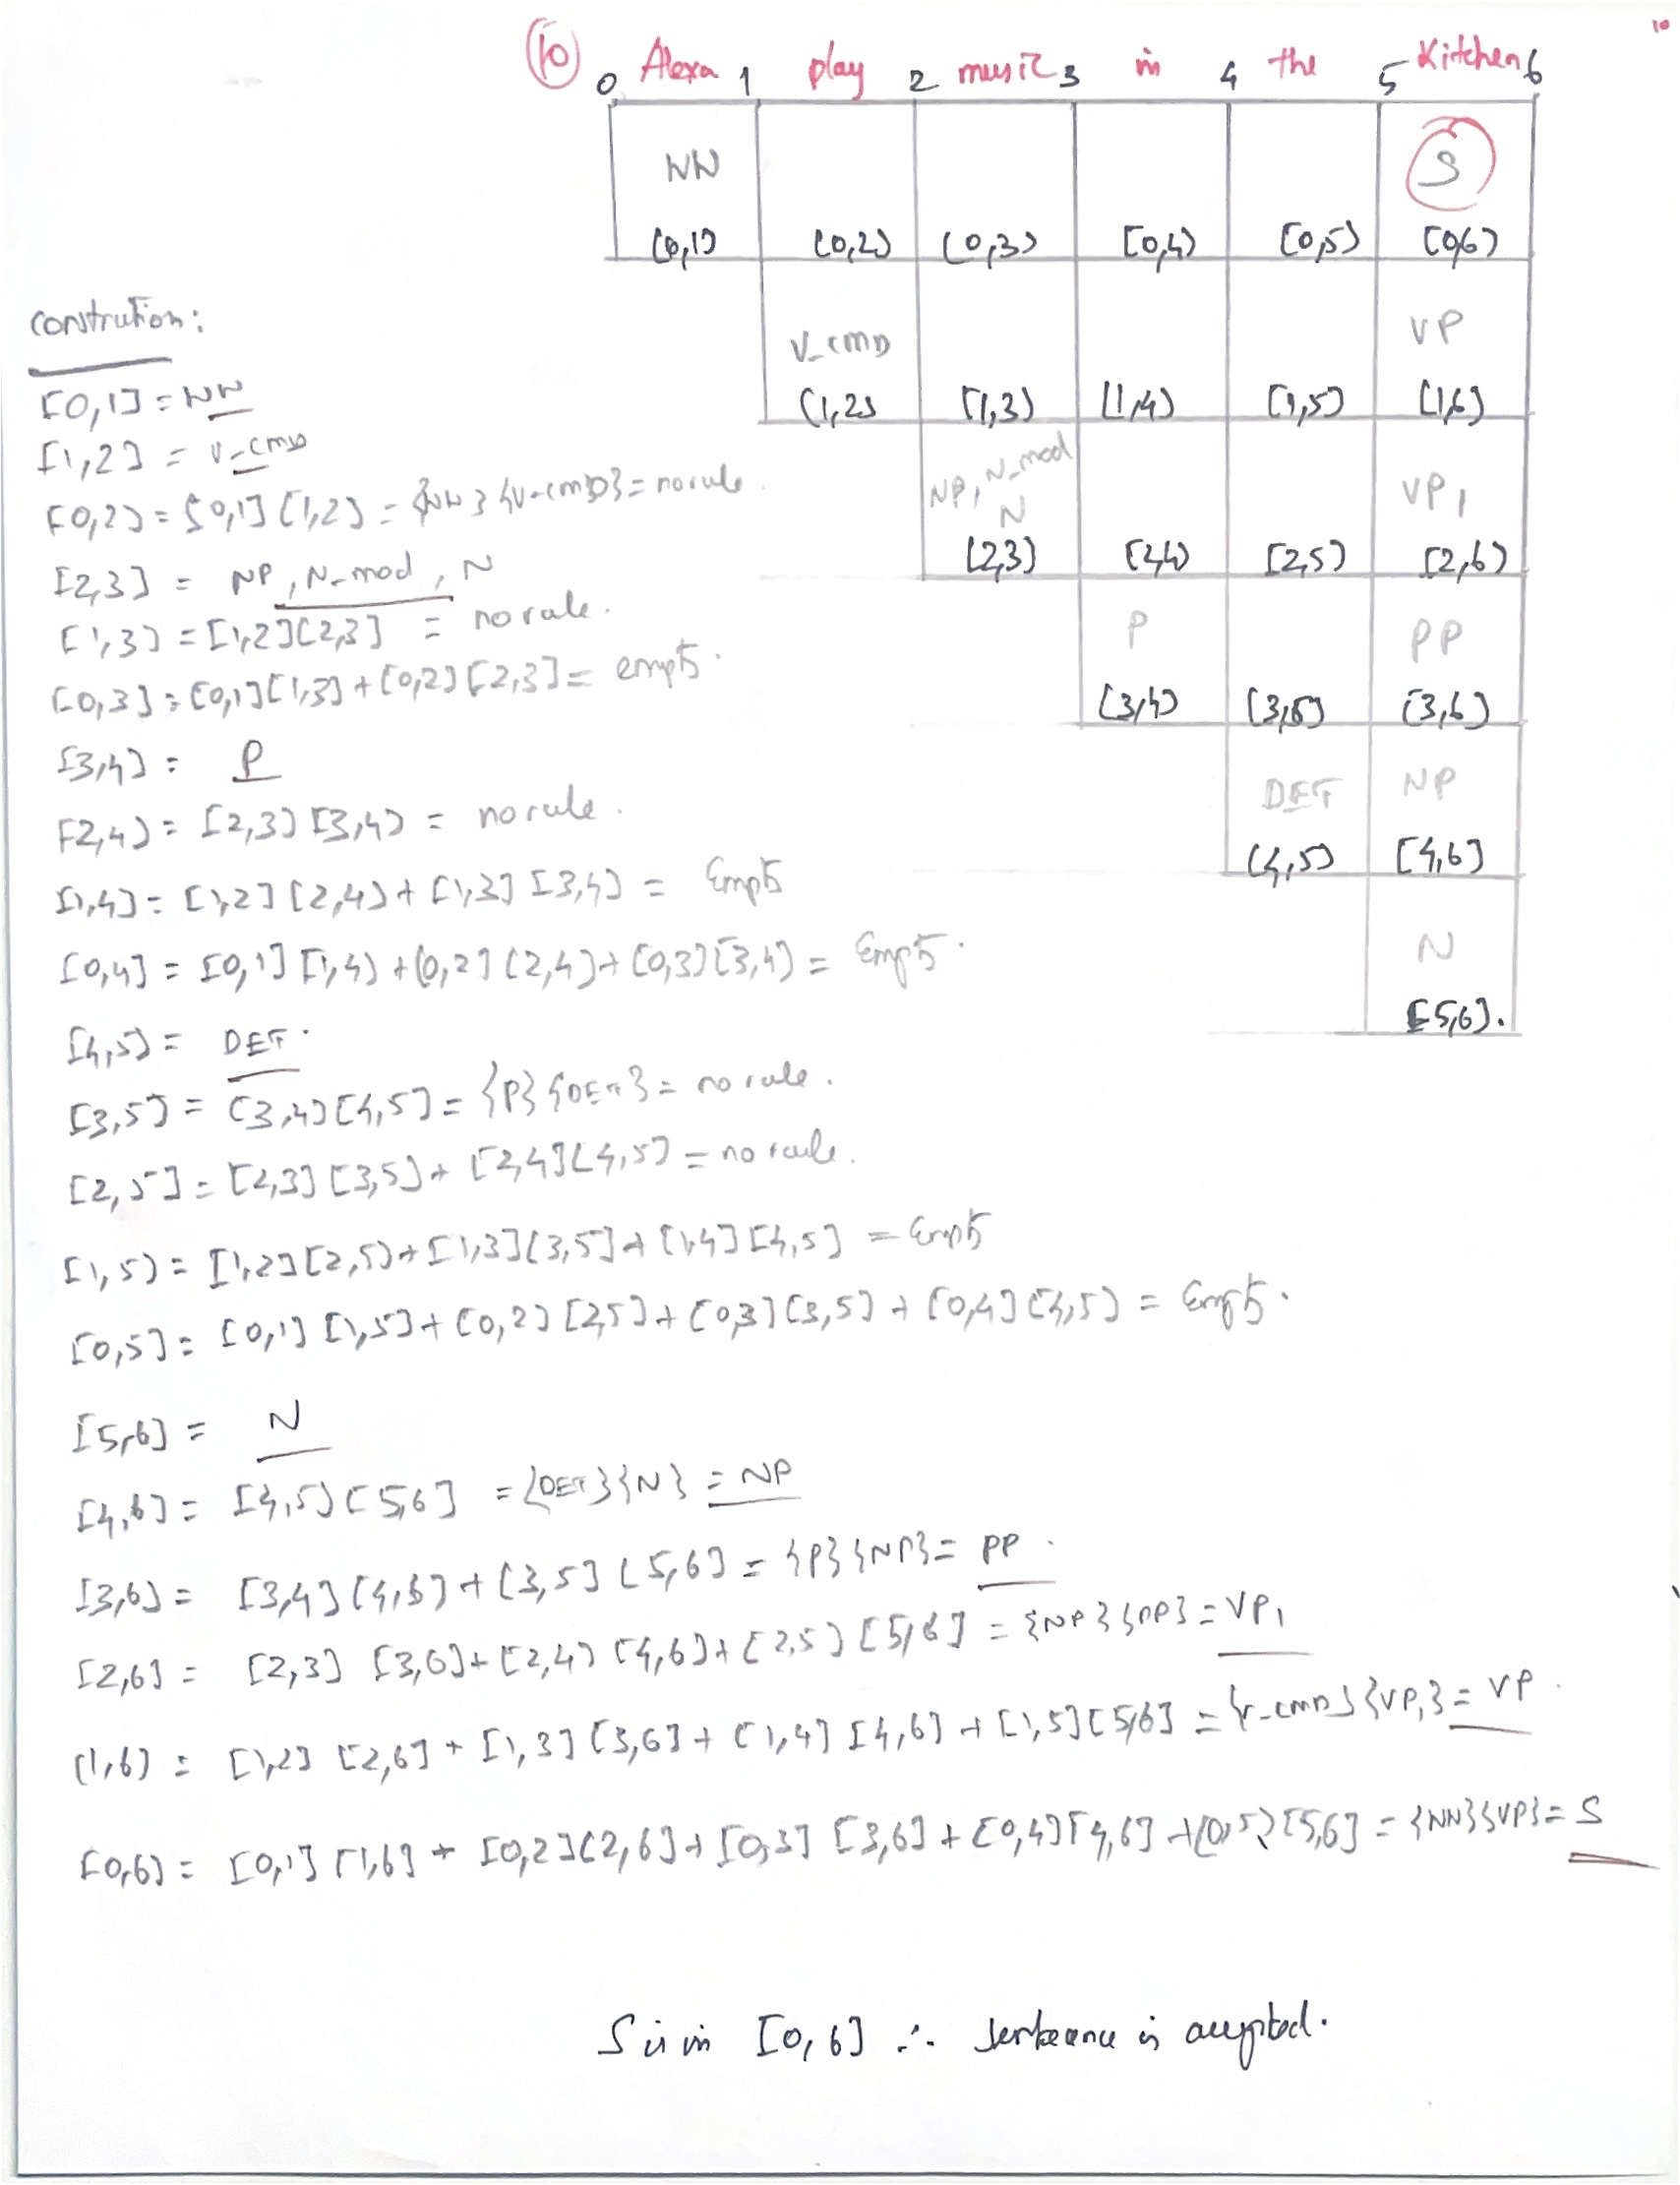 10
(10) 0 Alexa 1 play 2 music 3 in 4 the 5 Kitchen 6
NN S
(0,1) (0,2) (0,3) [0,4) [0,5) [0,6)
V_CMD VP
(1,2) [1,3) (1,4) [1,5) [1,6)
NP, N_mod
N VP1
(2,3) [2,4) [2,5) [2,6)
P PP
(3,4) (3,5) [3,6)
DET NP
(4,5) [4,6]
N
[5,6].
constrution:
[0,1] = NN
[1,2] = V_CMD
[0,2) = [0,1] [1,2) = {NN} {V-CMD} = no rule.
[2,3] = NP, N_mod, N
[1,3) = [1,2][2,3] = no rule.
[0,3] = [0,1][1,3] + [0,2] [2,3] = empty.
[3,4) = P
[2,4) = [2,3) [3,4) = no rule.
[1,4] = [1,2] [2,4) + [1,3] [3,4) = Empty
[0,4] = [0,1] [1,4) + (0,2] [2,4) + [0,3) [3,4) = Empty.
[4,5) = DET.
[3,5) = [3,4) [4,5] = {P} {DET} = no rule.
[2,5] = [2,3] [3,5) + [2,4] [4,5] = no rule.
[1,5) = [1,2] [2,5) + [1,3] [3,5] + [1,4] [4,5] = Empty
[0,5] = [0,1] [1,5] + [0,2) [2,5] + [0,3] [3,5) + [0,4] [4,5) = Empty.
[5,6] = N
[4,6] = [4,5) [5,6] = {DET}{N} = NP
[3,6) = [3,4] [4,6] + [3,5] [5,6] = {P} {NP} = PP.
[2,6] = [2,3] [3,6] + [2,4) [4,6] + [2,5) [5,6] = {NP} {PP} = VP1
(1,6) = [1,2] [2,6] + [1,3] [3,6] + [1,4] [4,6] + [1,5] [5,6] = {V_CMD} {VP1} = VP.
[0,6) = [0,1] [1,6] + [0,2] [2,6] + [0,3] [3,6] + [0,4] [4,6] + (0,5) [5,6] = {NN} {VP} = S
S is in [0,6] ∴ Senteance is accepted.